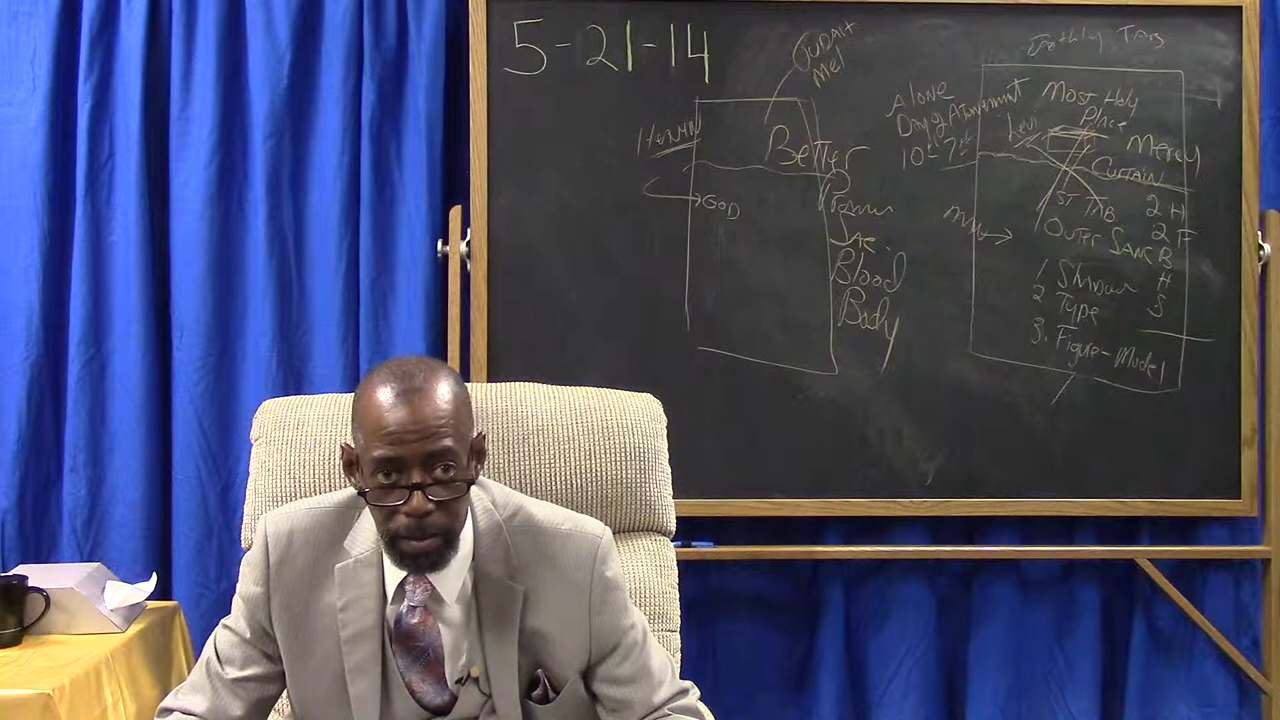 5-21-14
JUDAH
Mel
HEAVEN
Better
GOD
Blood
Body
Alone
Day of Atonement
10th 7th
Earthly TAB
Most Holy
Place
Levi
Mercy
CURTAIN
1ST TAB 2 H
OUTER SANC 2 F
B
1 Shadow H
2 Type S
3. Figure-Model